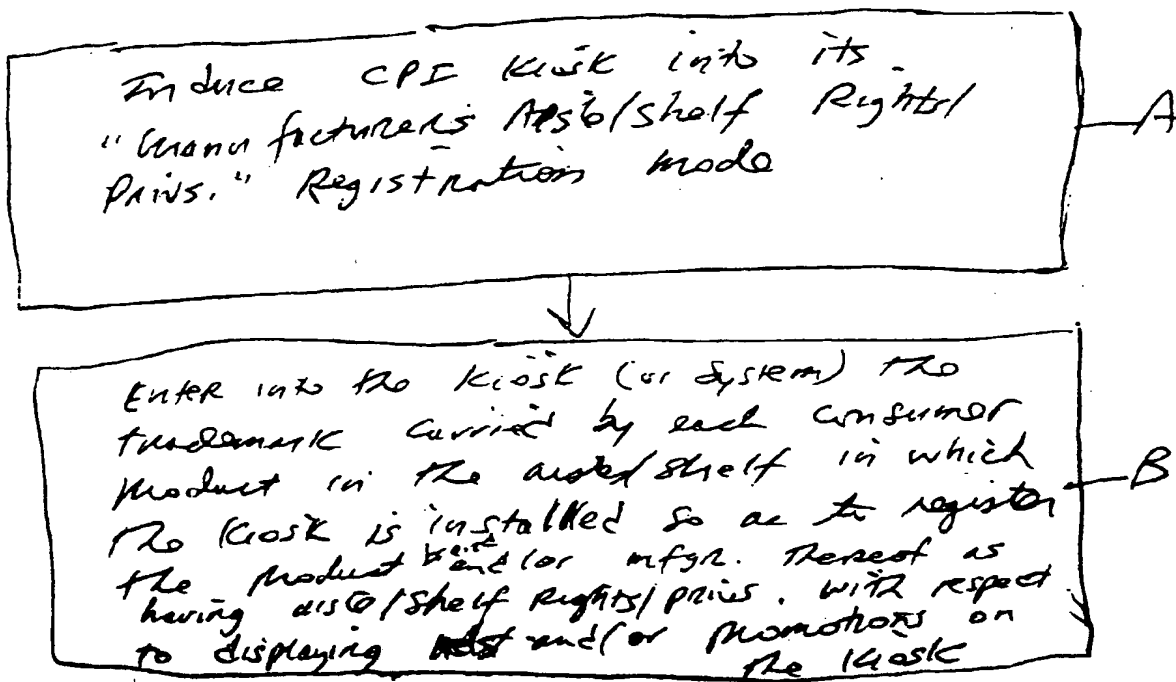 Induce CPI Kiosk into its
"Manufacturer's Aisle/Shelf Rights/
Privs." Registration mode
A
Enter into the Kiosk (or System) the
trademark carried by each consumer
product in the aisle/shelf in which
the Kiosk is installed so as to register
the product and/or mfgr. thereof as
having aisle/shelf Rights/privs. with respect
to displaying and/or promotions on
the Kiosk
B